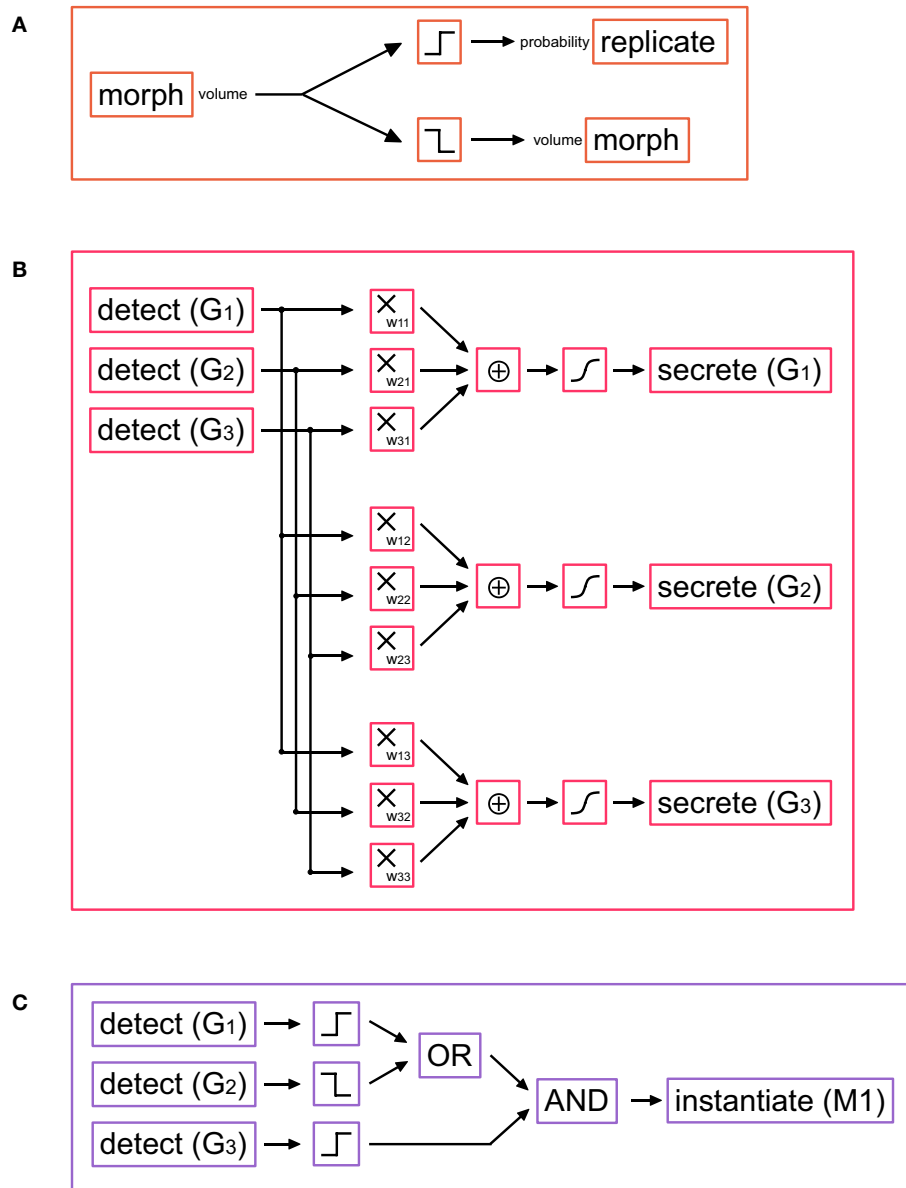 A
morph volume
probability replicate
volume morph
B
detect (G1)
detect (G2)
detect (G3)
w11
w21
w31
secrete (G1)
w12
w22
w23
secrete (G2)
w13
w32
w33
secrete (G3)
C
detect (G1)
detect (G2)
detect (G3)
OR
AND
instantiate (M1)